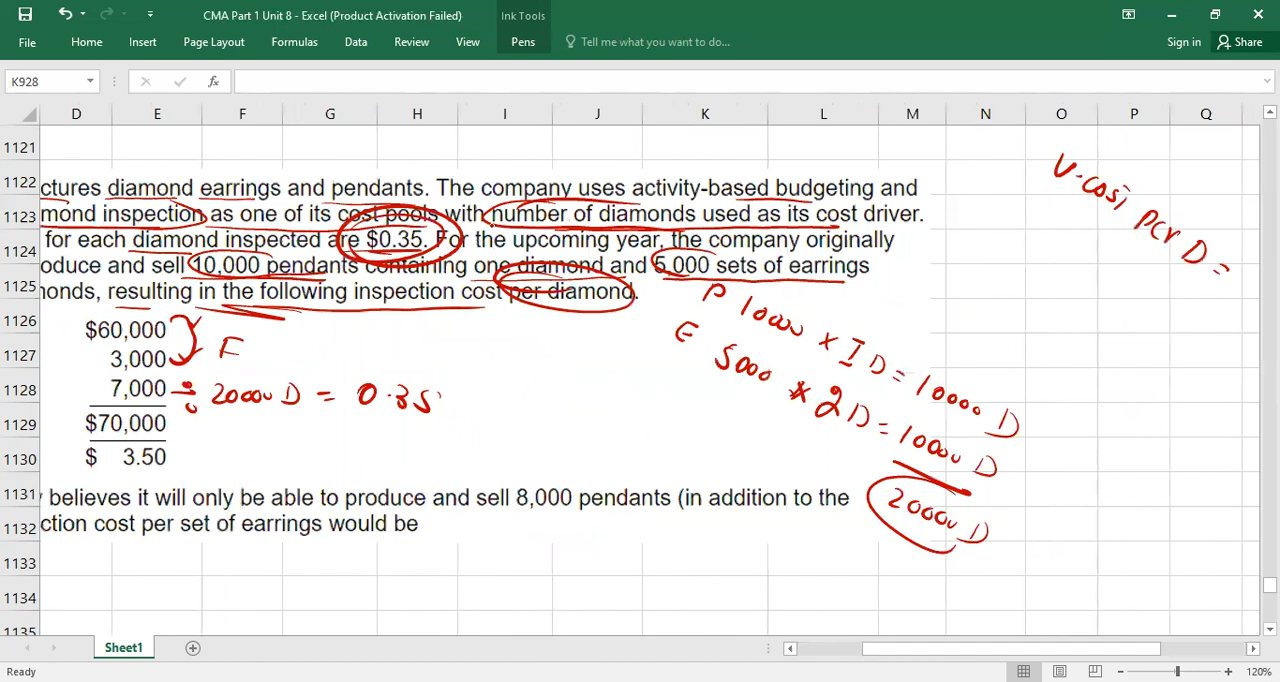 CMA Part 1 Unit 8 - Excel (Product Activation Failed)
Ink Tools
File Home Insert Page Layout Formulas Data Review View Pens Tell me what you want to do... Sign in Share
K928
fx
D E F G H I J K L M N O P Q
1121
1122 ctures diamond earrings and pendants. The company uses activity-based budgeting and
1123 mond inspection as one of its cost pools with number of diamonds used as its cost driver.
for each diamond inspected are $0.35. For the upcoming year, the company originally
1124 oduce and sell 10,000 pendants containing one diamond and 5,000 sets of earrings
1125 nonds, resulting in the following inspection cost per diamond.
V.cost per D =
1126 $60,000
1127 3,000
F
1128 7,000 ÷ 20000 D = 0.35
1129 $70,000
1130 $ 3.50
P 10000 x 1 D = 10000 D
E 5000 * 2 D = 10000 D
20000 D
1131 y believes it will only be able to produce and sell 8,000 pendants (in addition to the
1132 ction cost per set of earrings would be
1133
1134
1135
Sheet1
Ready
120%